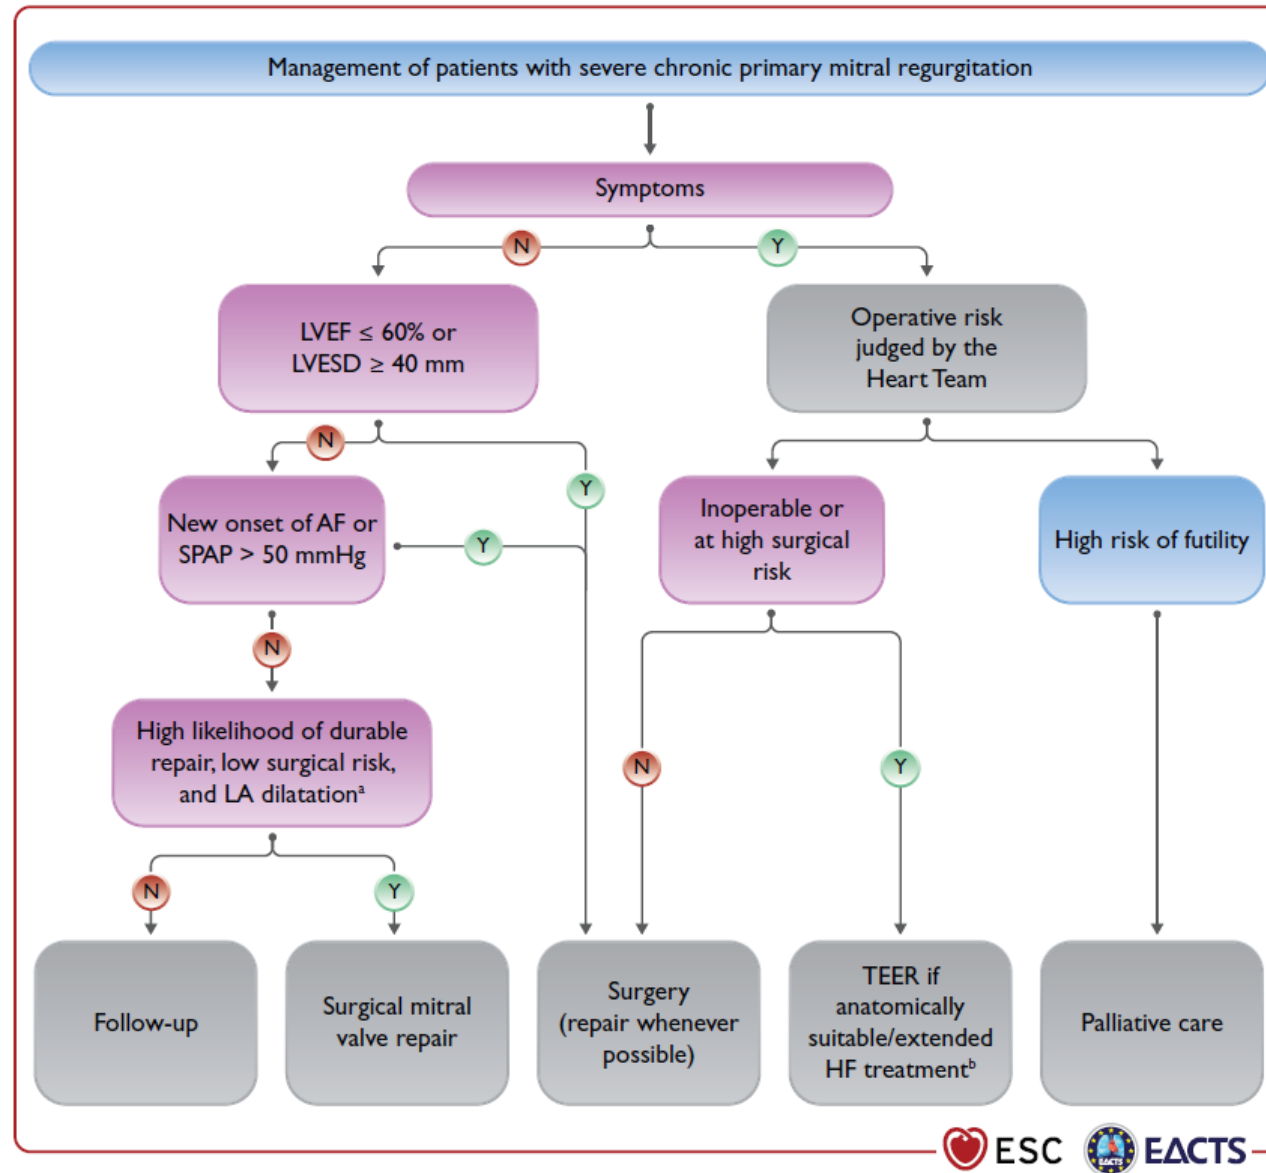 Management of patients with severe chronic primary mitral regurgitation
Symptoms
N
Y
LVEF ≤ 60% or
LVESD ≥ 40 mm
Operative risk
judged by the
Heart Team
N
Y
New onset of AF or
SPAP > 50 mmHg
Y
Inoperable or
at high surgical
risk
High risk of futility
N
High likelihood of durable
repair, low surgical risk,
and LA dilatationᵃ
N
Y
N
Y
Follow-up
Surgical mitral
valve repair
Surgery
(repair whenever
possible)
TEER if
anatomically
suitable/extended
HF treatmentᵇ
Palliative care
ESC
EACTS
EΔCTS